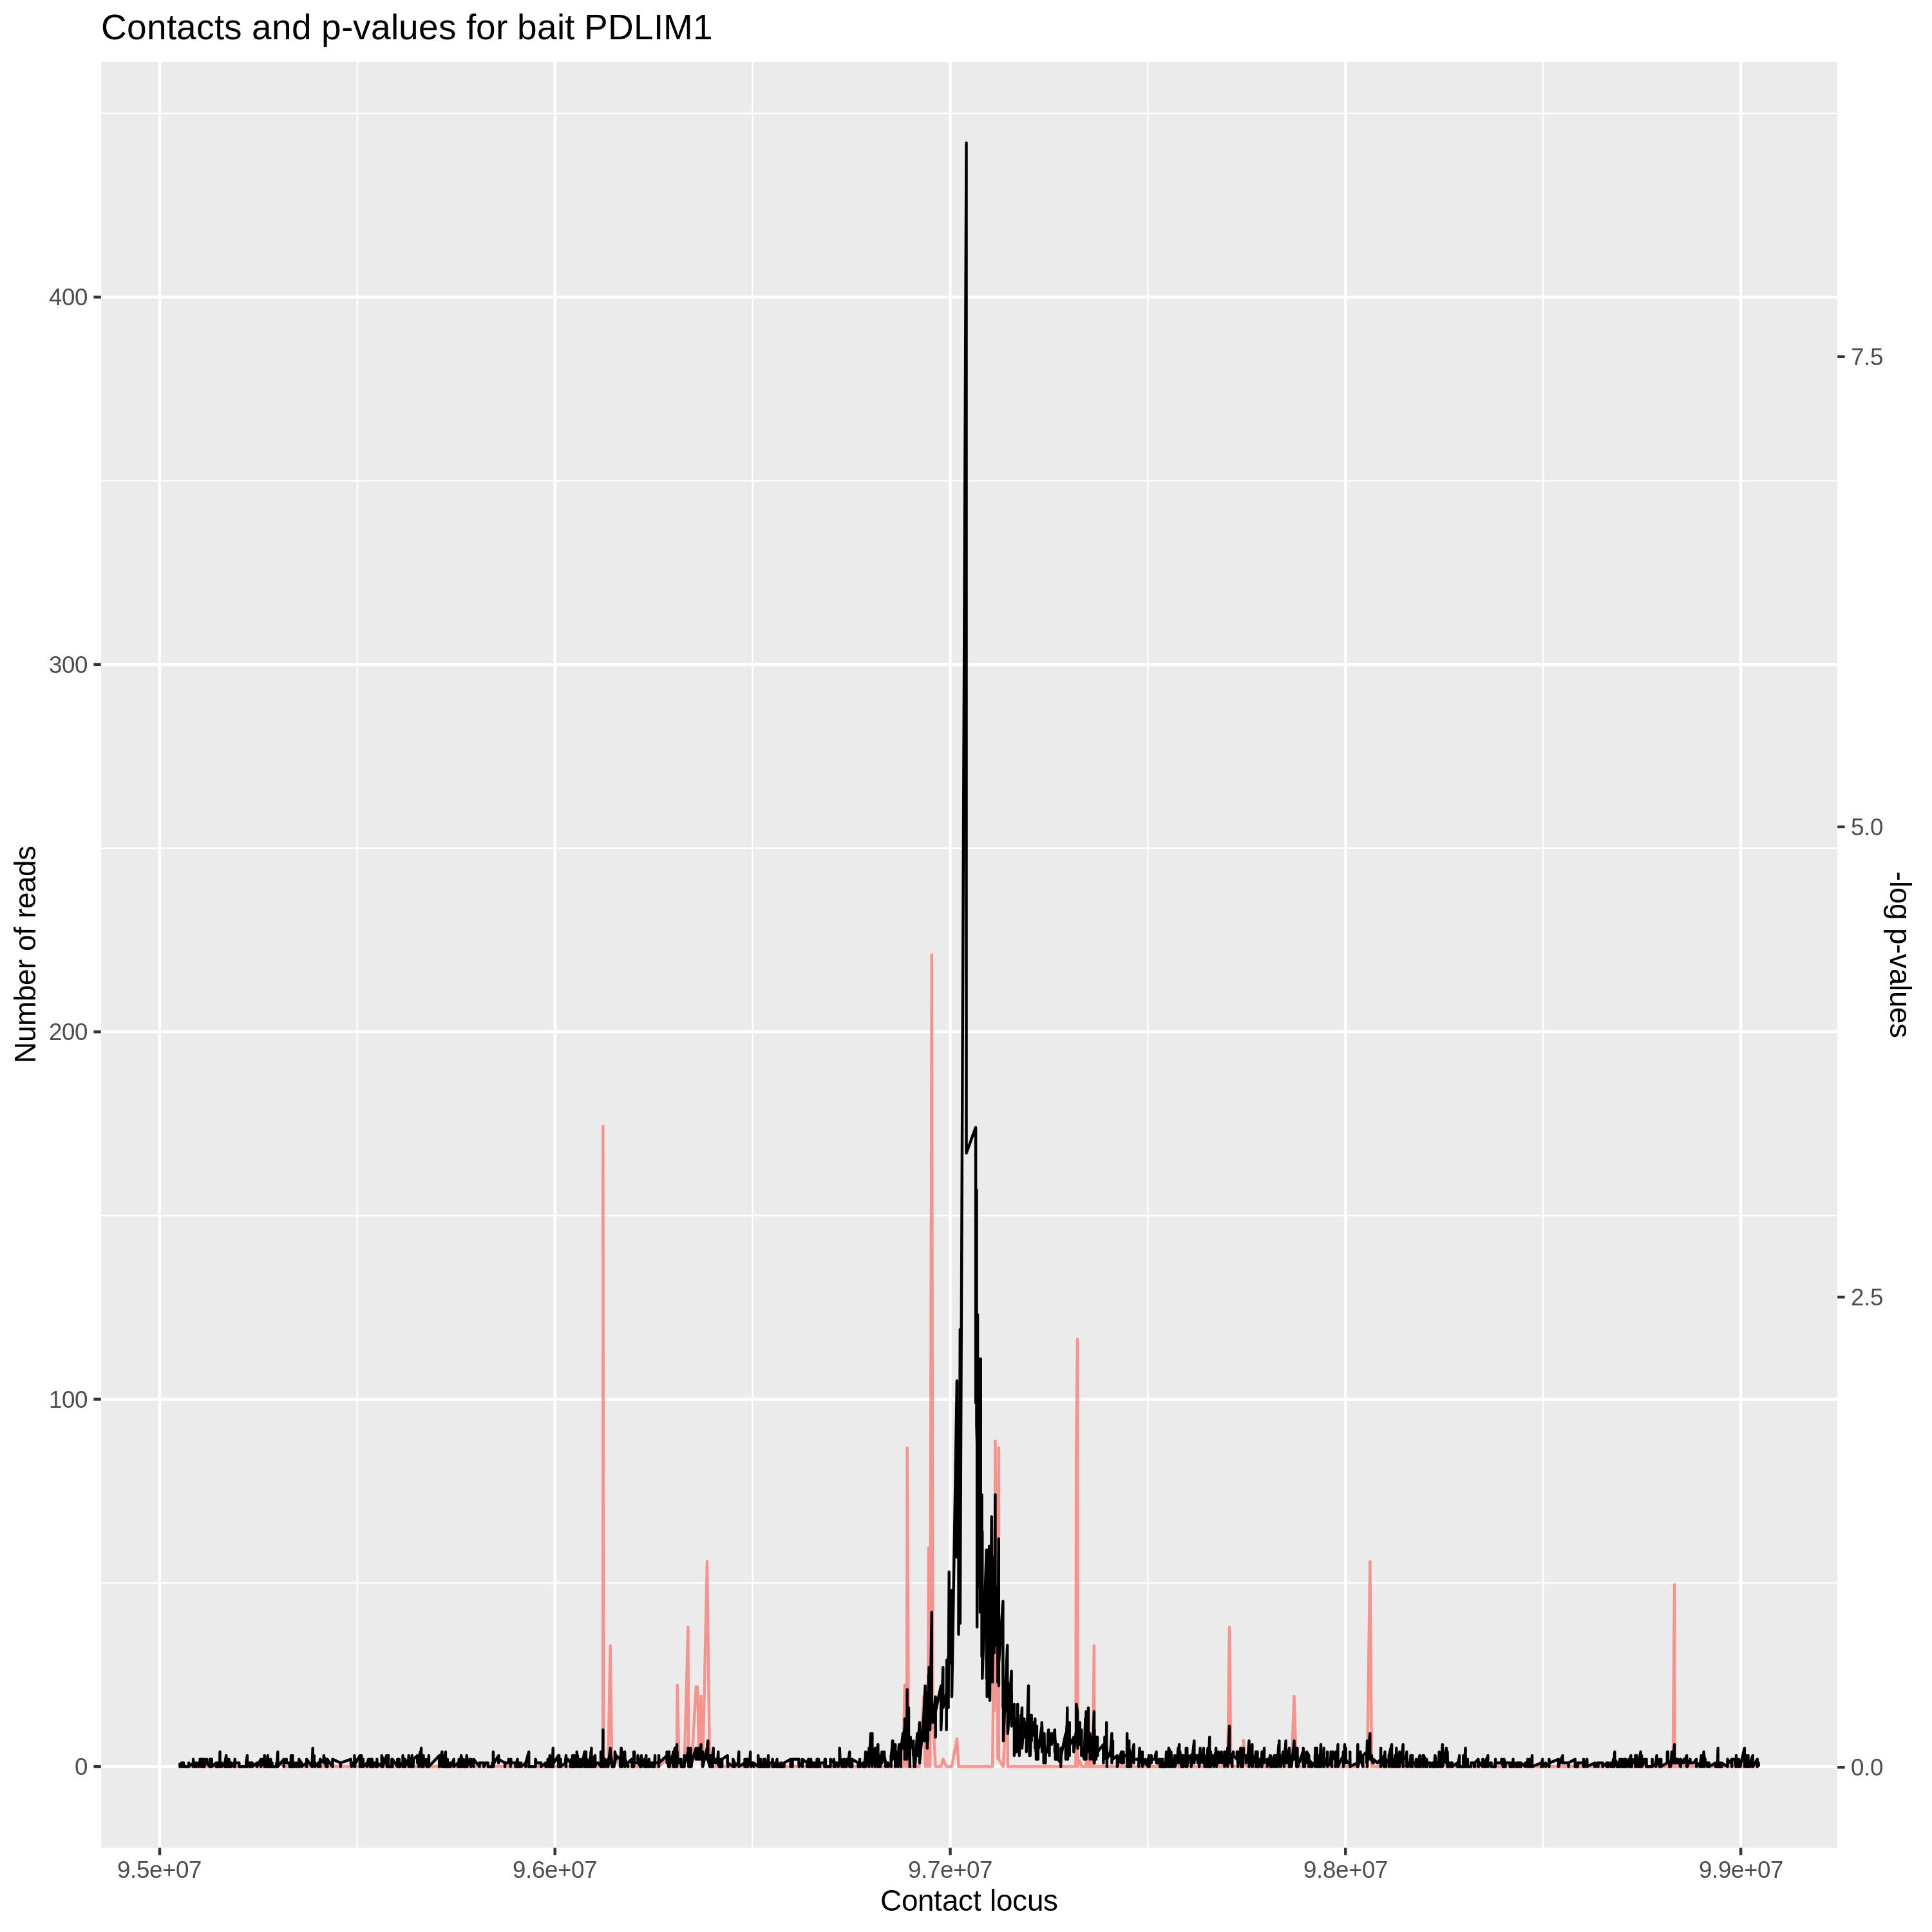 Contacts and p-values for bait PDLIM1
Number of reads
400
300
200
100
0
7.5
5.0
2.5
0.0
-log p-values
9.5e+07
9.6e+07
9.7e+07
9.8e+07
9.9e+07
Contact locus